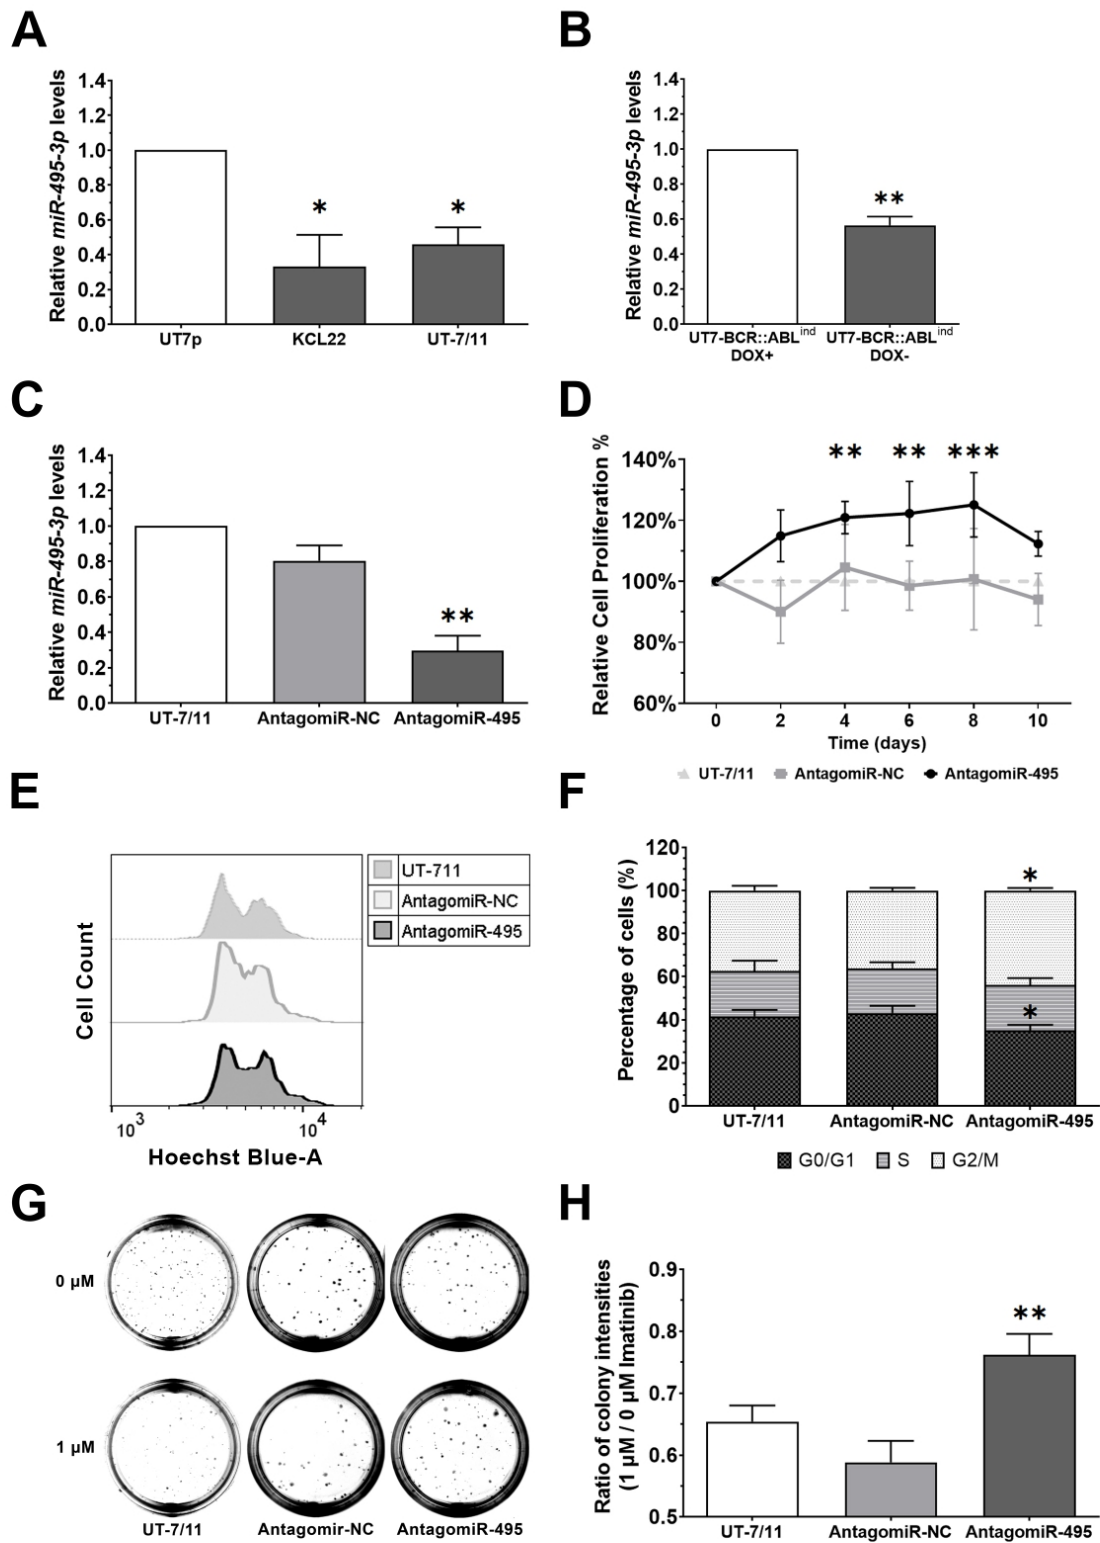 A
Relative miR-495-3p levels
1.4
1.2
1.0
0.8
0.6
0.4
0.2
0.0
*
*
UT7p KCL22 UT-7/11
B
Relative miR-495-3p levels
1.4
1.2
1.0
0.8
0.6
0.4
0.2
0.0
**
UT7-BCR::ABLind UT7-BCR::ABLind
DOX+ DOX-
C
Relative miR-495-3p levels
1.4
1.2
1.0
0.8
0.6
0.4
0.2
0.0
**
UT-7/11 AntagomiR-NC AntagomiR-495
D
Relative Cell Proliferation %
140%
120%
100%
80%
60%
** ** ***
0 2 4 6 8 10
Time (days)
UT-7/11 AntagomiR-NC AntagomiR-495
E
Cell Count
UT-711
AntagomiR-NC
AntagomiR-495
103 104
Hoechst Blue-A
F
Percentage of cells (%)
120
100
80
60
40
20
0
*
*
UT-7/11 AntagomiR-NC AntagomiR-495
G0/G1 S G2/M
G
0 µM
1 µM
UT-7/11 Antagomir-NC AntagomiR-495
H
Ratio of colony intensities
(1 µM / 0 µM Imatinib)
0.9
0.8
0.7
0.6
0.5
**
UT-7/11 AntagomiR-NC AntagomiR-495